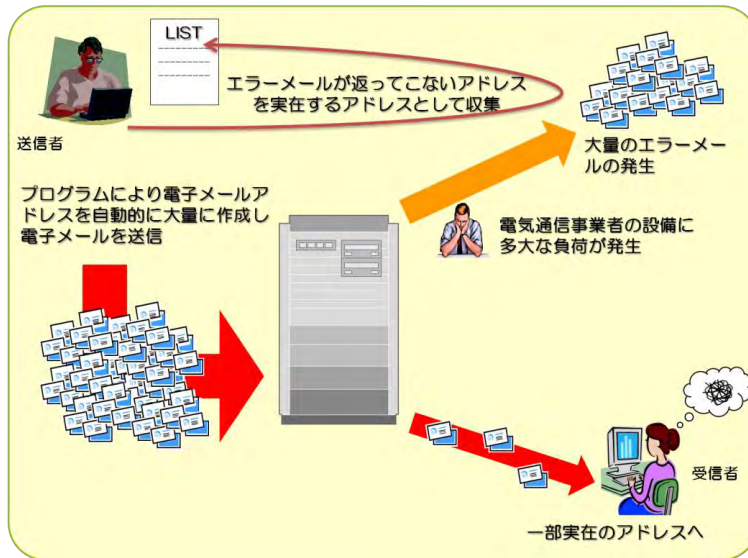 LIST
エラーメールが返ってこないアドレス
を実在するアドレスとして収集
送信者
大量のエラーメー
ルの発生
プログラムにより電子メールア
ドレスを自動的に大量に作成し
電子メールを送信
電気通信事業者の設備に
多大な負荷が発生
受信者
一部実在のアドレスへ